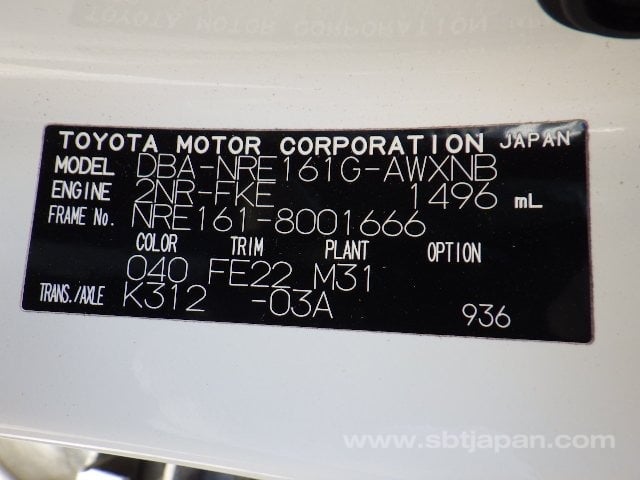 TOYOTA MOTOR CORPORATION JAPAN
MODEL DBA-NRE161G-AWXNB
ENGINE 2NR-FKE 1496 mL
FRAME No. NRE161-8001666
COLOR TRIM PLANT OPTION
040 FE22 M31
TRANS./AXLE K312 -03A 936
www.sbtjapan.com